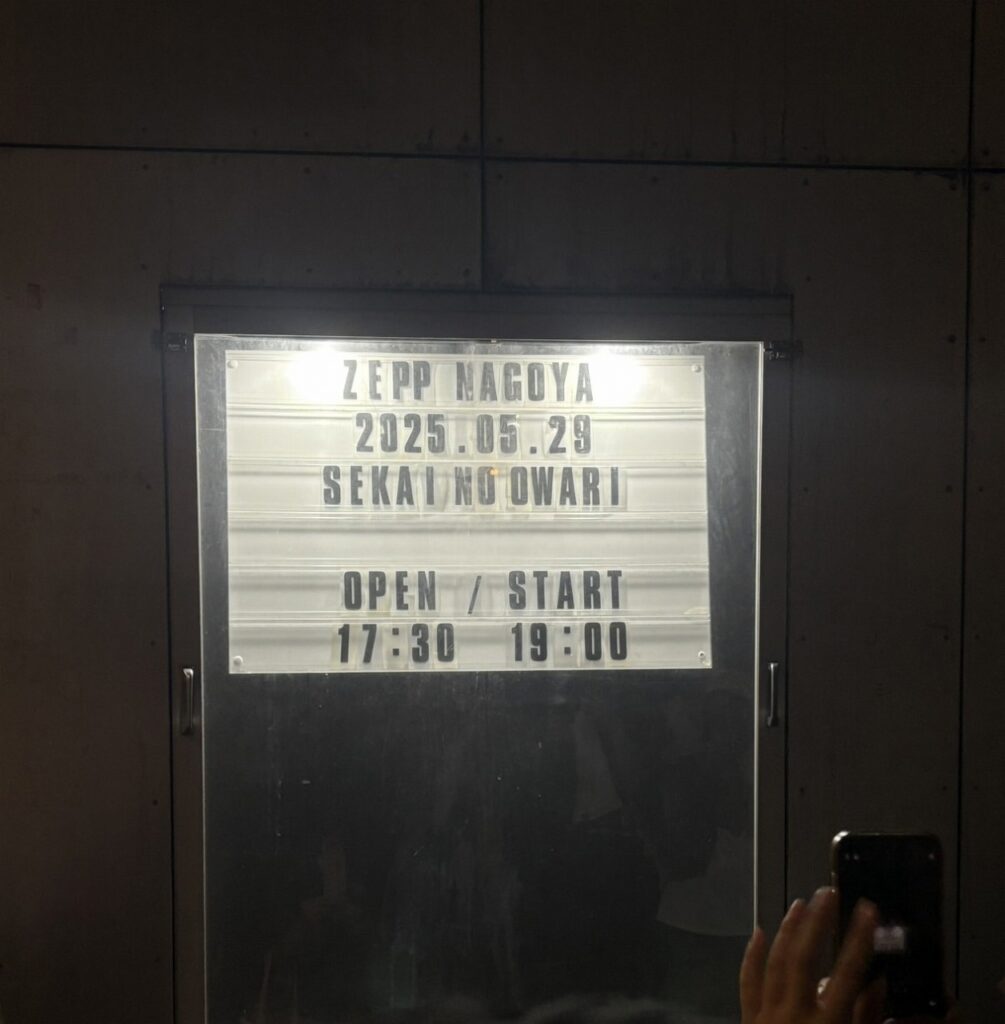 ZEPP NAGOYA
2025.05.29
SEKAI NO OWARI
OPEN / START
17:30 19:00